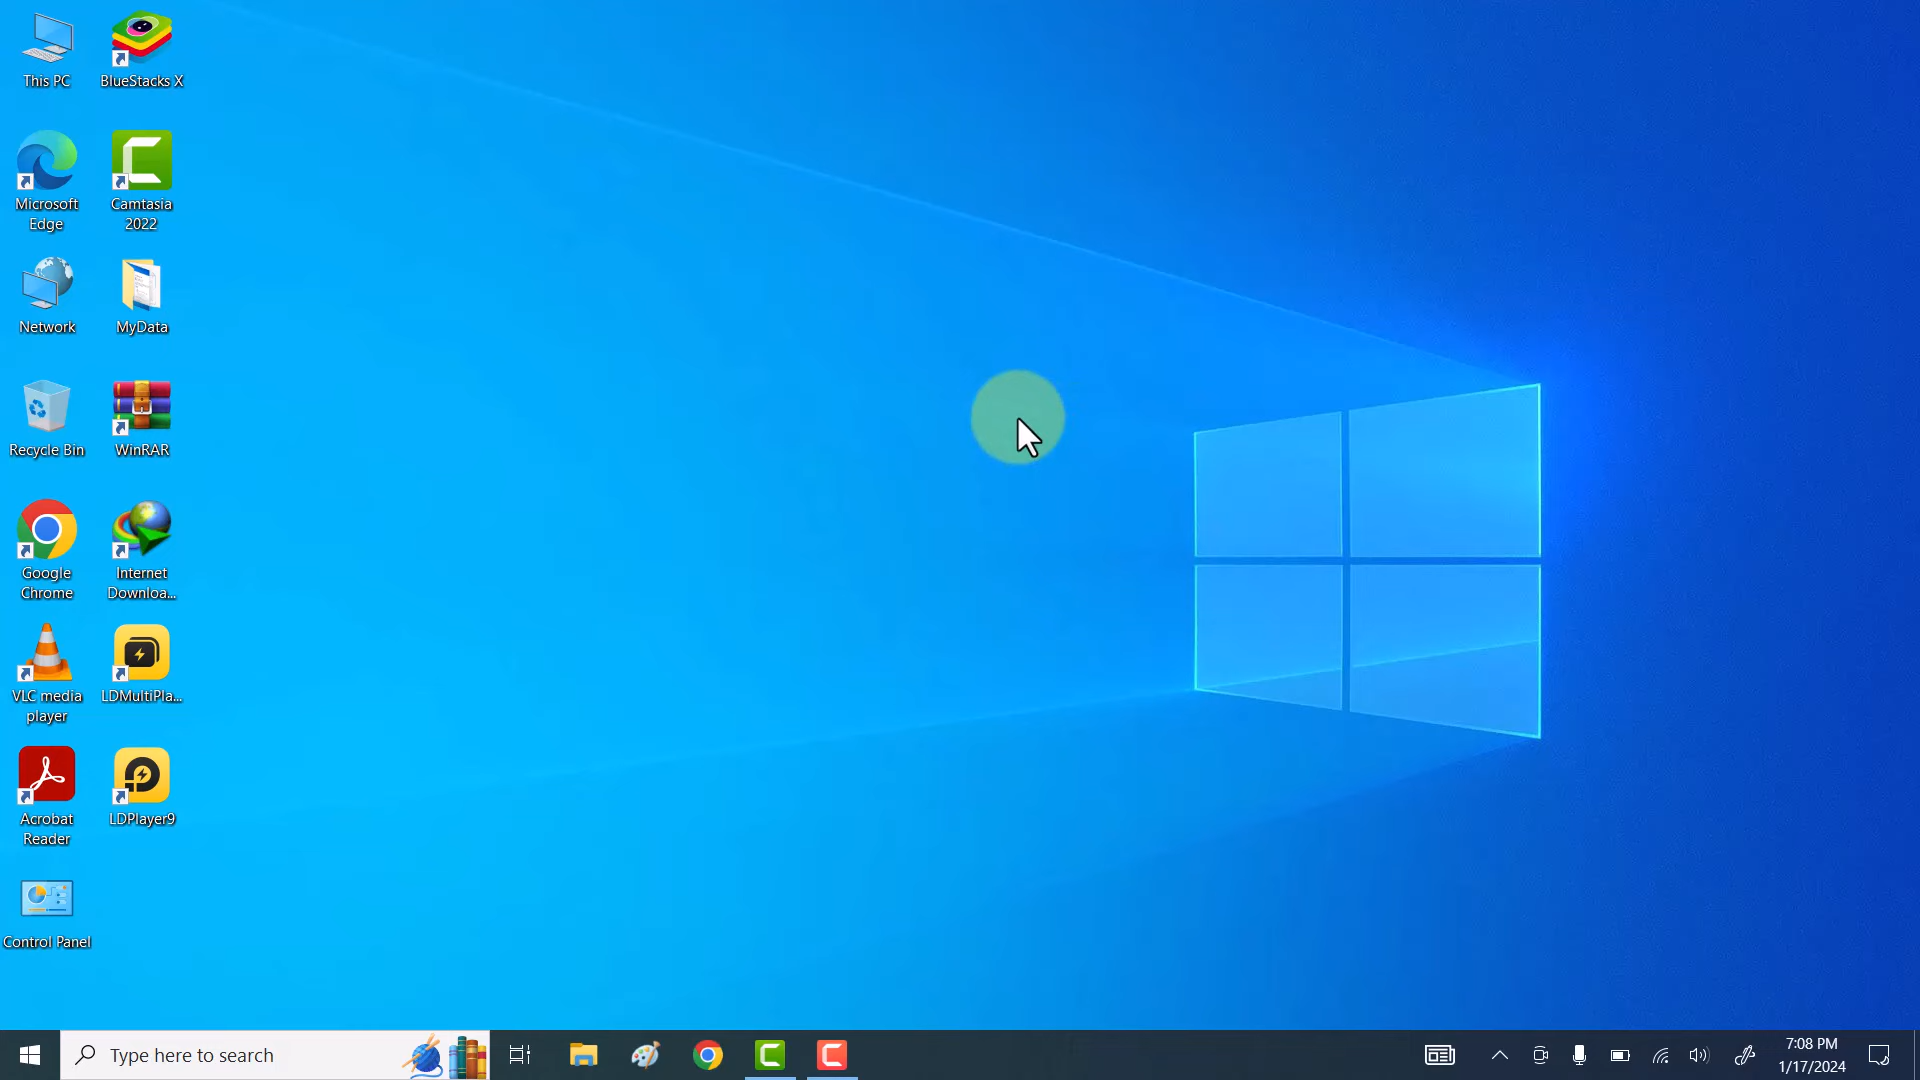 This PC
BlueStacks X
Microsoft
Edge
Camtasia
2022
Network
MyData
Recycle Bin
WinRAR
Google
Chrome
Internet
Downloa...
VLC media
player
LDMultiPla...
Acrobat
Reader
LDPlayer9
Control Panel
Type here to search
7:08 PM
1/17/2024